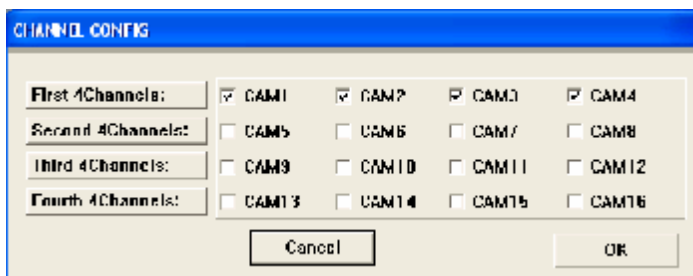 CHANNEL CONFIG
First 4Channels: CAM1 CAM2 CAM3 CAM4
Second 4Channels: CAM5 CAM6 CAM7 CAM8
Third 4Channels: CAM9 CAM10 CAM11 CAM12
Fourth 4Channels: CAM13 CAM14 CAM15 CAM16
Cancel OK